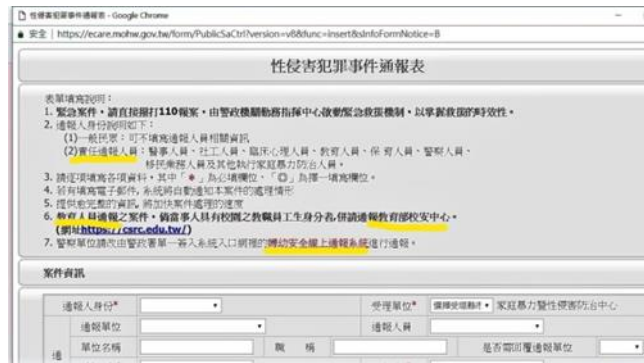 性侵害犯罪事件通報表 - Google Chrome
安全 | https://ecare.mohw.gov.tw/form/PublicSaCtrl?version=v8&func=insert&sInfoFormNotice=B
性侵害犯罪事件通報表
表單填寫說明：
1. 緊急案件，請直接撥打110報案，由警政機關勤務指揮中心啟動緊急救援機制，以掌握救援的時效性。
2. 通報人身份說明如下：
(1)一般民眾：可不填寫通報人員相關資訊
(2)責任通報人員：醫事人員、社工人員、臨床心理人員、教育人員、保 育人員、警察人員、
移民業務人員及其他執行家庭暴力防治人員。
3. 請逐項填寫各項資料，其中「*」為必填欄位，「◎」為擇一填寫欄位。
4. 若有填寫電子郵件，系統將自動通知本案件的處理情形
5. 提供愈完整的資訊，將加快案件處理的速度
6. 教育人員通報之案件，倘當事人具有校園之教職員工生身分者，併請通報教育部校安中心。
(網址https://csrc.edu.tw/)
7. 警察單位請改由警政署單一簽入系統入口網裡的婦幼安全線上通報系統進行通報。
案件資訊
通報人身份* 受理單位* 家庭暴力暨性侵害防治中心
通報單位 通報人員
通 單位名稱 職 稱 是否需回覆通報單位